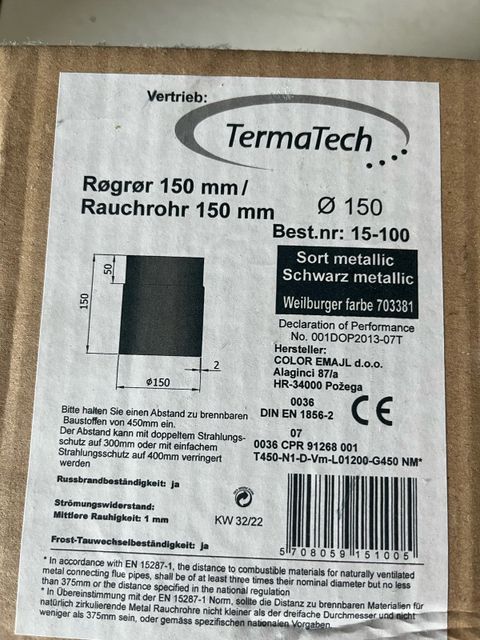 Vertrieb:
TermaTech
Røgrør 150 mm/
Rauchrohr 150 mm
Ø 150
Best.nr: 15-100
Sort metallic
Schwarz metallic
Weilburger farbe 703381
50
150
2
ø150
Declaration of Performance
No. 001DOP2013-07T
Hersteller:
COLOR EMAJL d.o.o.
Alaginci 87/a
HR-34000 Požega
0036
DIN EN 1856-2
CE
07
0036 CPR 91268 001
T450-N1-D-Vm-L01200-G450 NM*
Bitte halten Sie einen Abstand zu brennbaren
Baustoffen von 450mm ein.
Der Abstand kann mit doppeltem Strahlungs-
schutz auf 300mm oder mit einfachem
Strahlungsschutz auf 400mm verringert
werden
Russbrandbeständigkeit: ja
Strömungswiderstand:
Mittlere Rauhigkeit: 1 mm
KW 32/22
Frost-Tauwechselbeständigkeit: ja
5 708059 151005
* In accordance with EN 15287-1, the distance to combustible materials for naturally ventilated
metal connecting flue pipes, shall be of at least three times their nominal diameter but no less
than 375mm or the distance specified in the national regulation
* In Übereinstimmung mit der EN 15287-1 Norm, sollte die Distanz zu brennbaren Materialien für
natürlich zirkulierende Metal Rauchrohre nicht kleiner als der dreifache Durchmesser und nicht
weniger als 375mm sein, oder gemäss spezifischen nationalen Vorgaben.